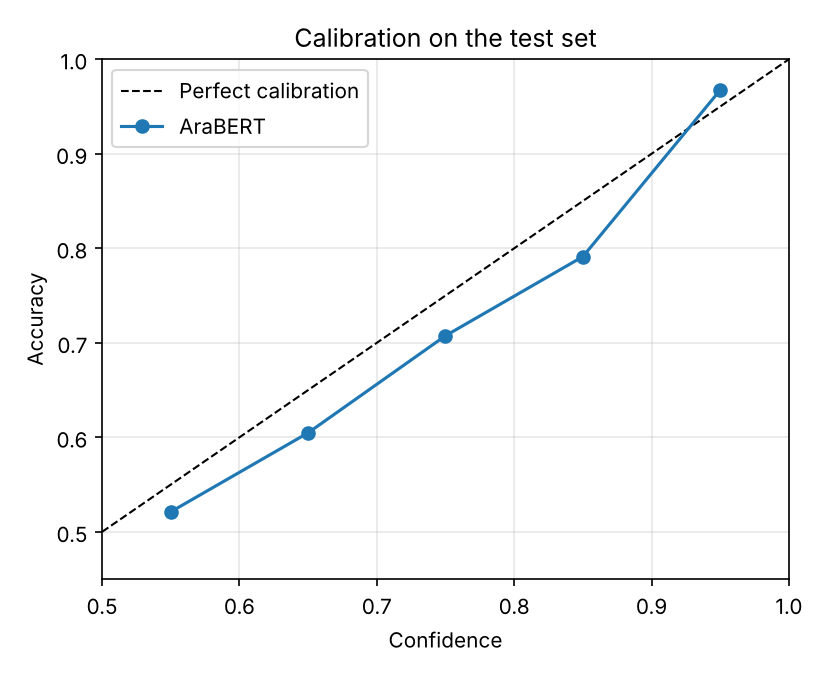 Calibration on the test set
Perfect calibration
AraBERT
1.0
0.9
0.8
0.7
0.6
0.5
Accuracy
0.5 0.6 0.7 0.8 0.9 1.0
Confidence